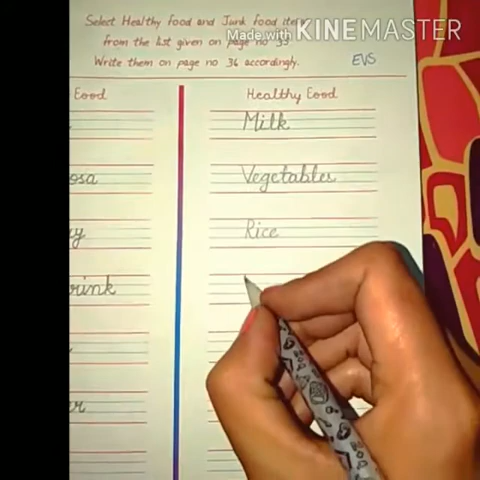 Select Healthy food and Junk food item
from the list given on page no 35
Write them on page no 36 accordingly.
EVS
Made with KINEMASTER
Food
Healthy Food
Milk
osa
Vegetables
y
Rice
rink
er